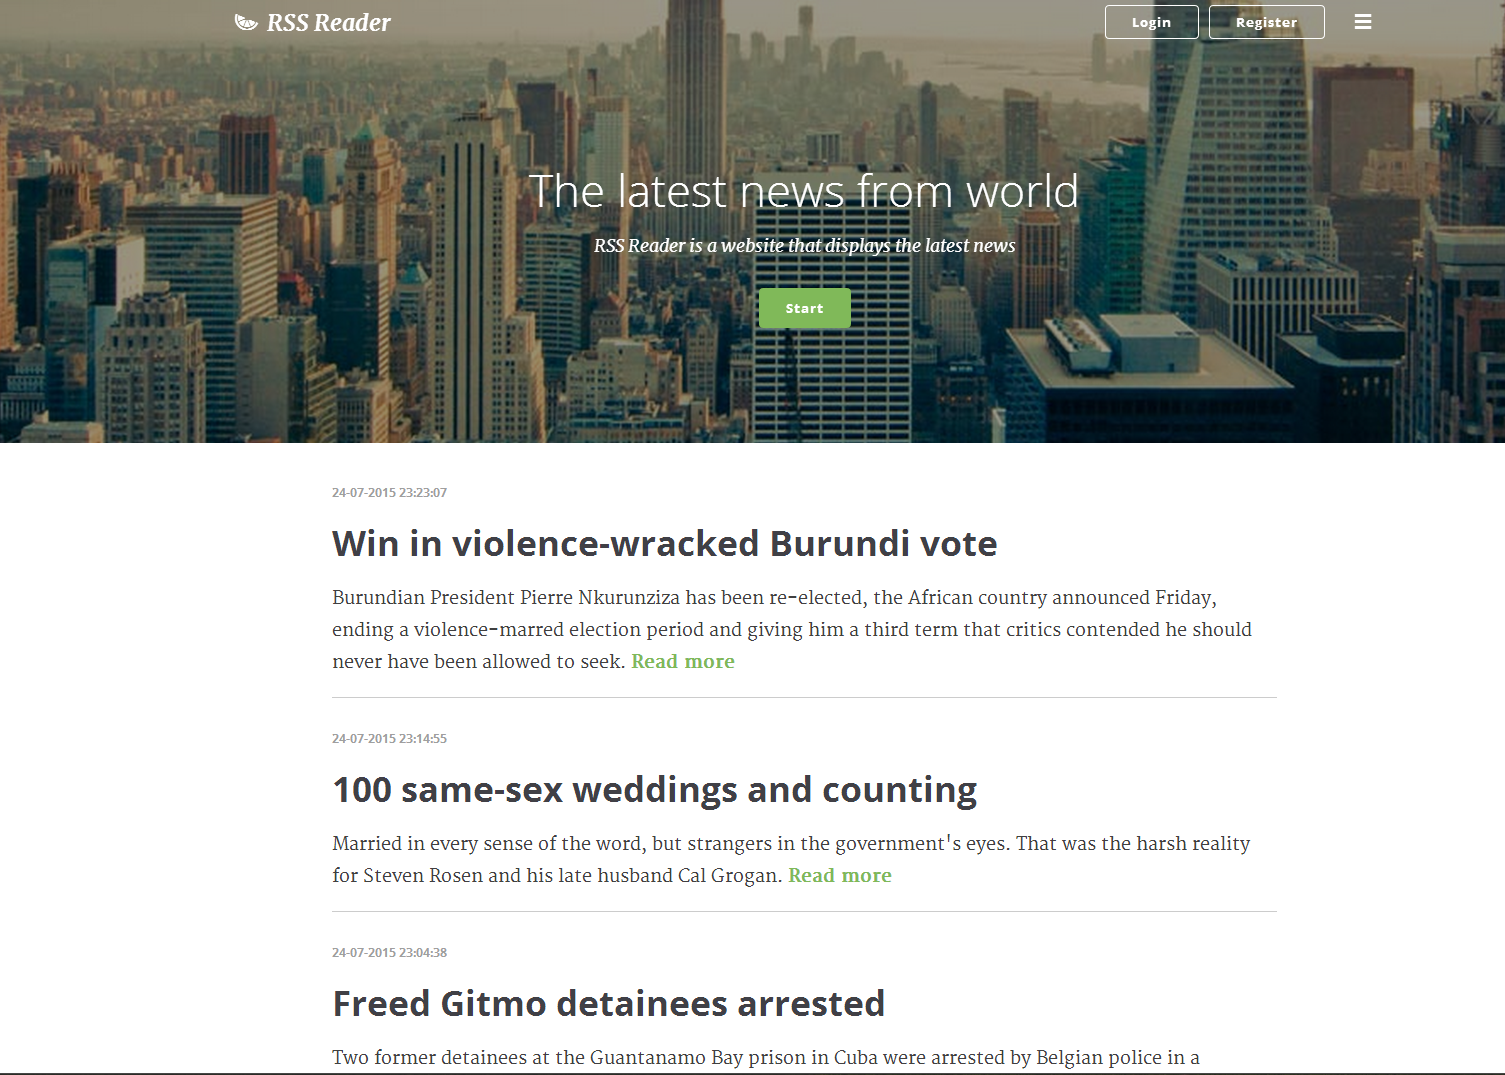 RSS Reader
Login
Register
The latest news from world
RSS Reader is a website that displays the latest news
Start
24-07-2015 23:23:07
Win in violence-wracked Burundi vote
Burundian President Pierre Nkurunziza has been re-elected, the African country announced Friday,
ending a violence-marred election period and giving him a third term that critics contended he should
never have been allowed to seek. Read more
24-07-2015 23:14:55
100 same-sex weddings and counting
Married in every sense of the word, but strangers in the government's eyes. That was the harsh reality
for Steven Rosen and his late husband Cal Grogan. Read more
24-07-2015 23:04:38
Freed Gitmo detainees arrested
Two former detainees at the Guantanamo Bay prison in Cuba were arrested by Belgian police in a